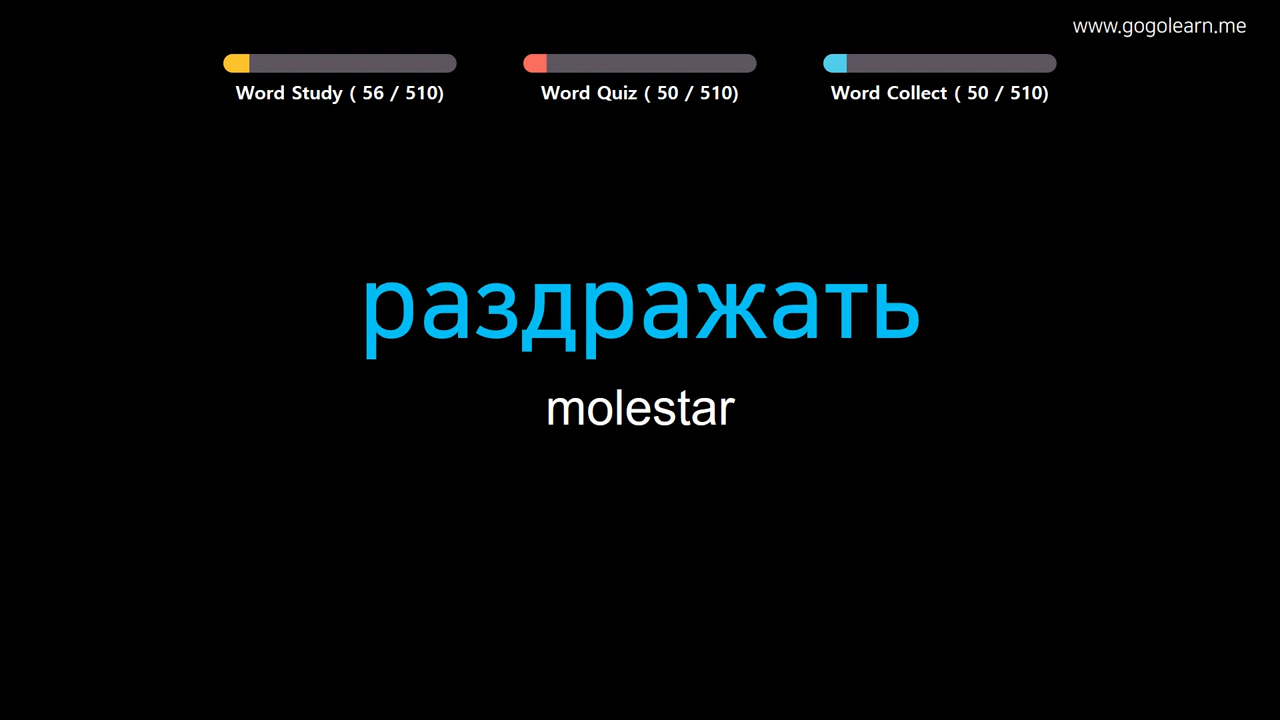 www.gogolearn.me
Word Study ( 56 / 510)
Word Quiz ( 50 / 510)
Word Collect ( 50 / 510)
раздражать
molestar